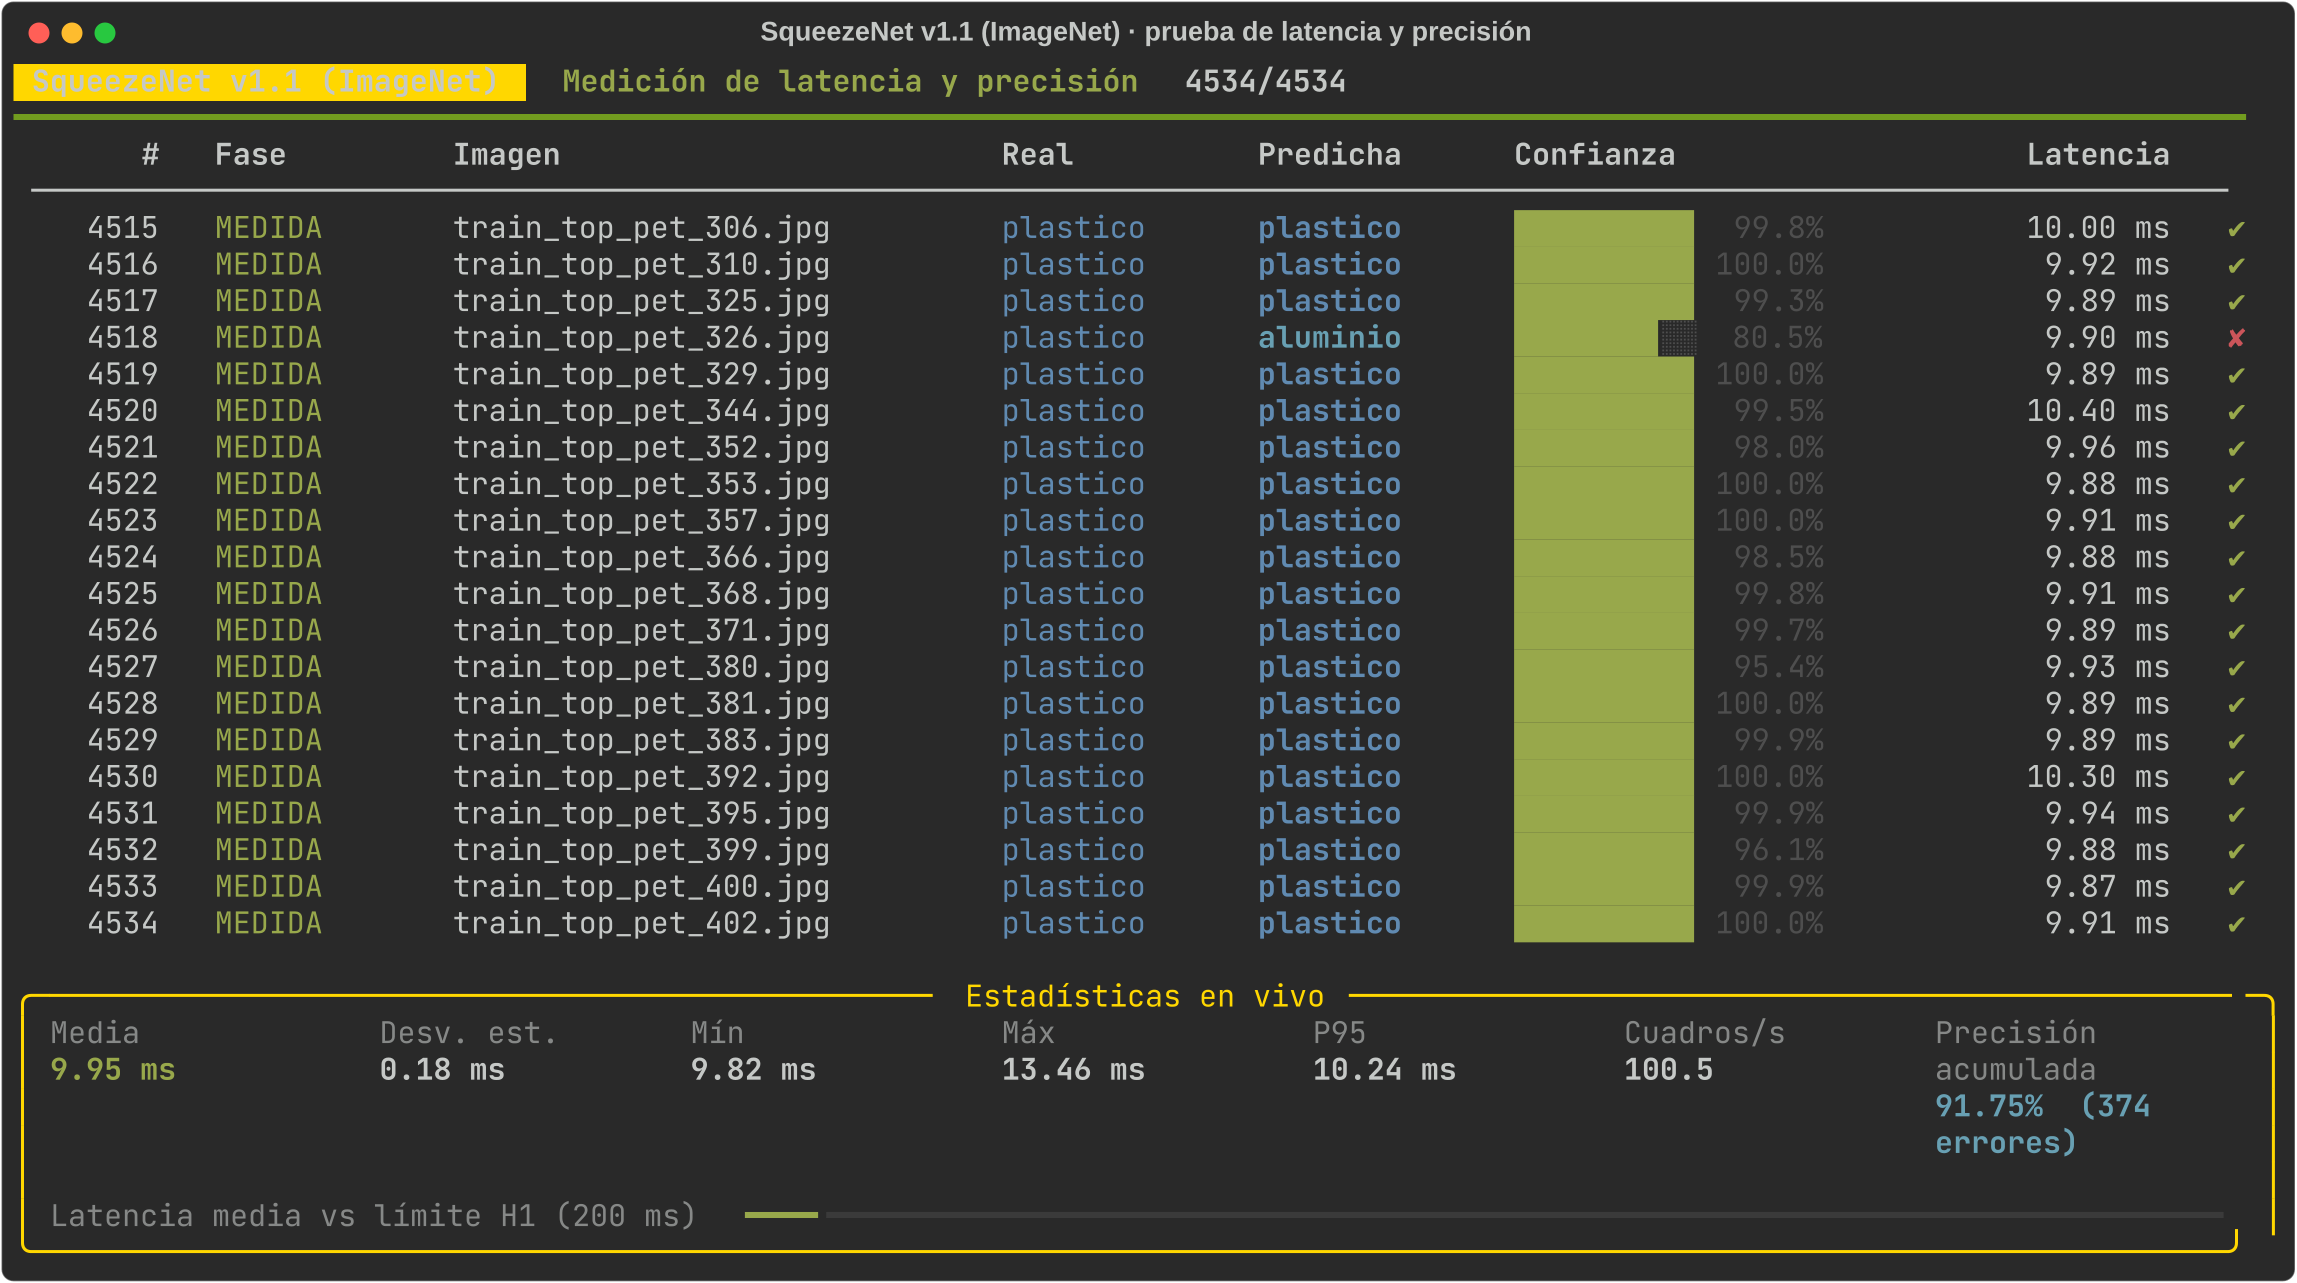 SqueezeNet v1.1 (ImageNet) · prueba de latencia y precisión
SqueezeNet v1.1 (ImageNet) Medición de latencia y precisión 4534/4534
# Fase Imagen Real Predicha Confianza Latencia
4515 MEDIDA train_top_pet_306.jpg plastico plastico 99.8% 10.00 ms ✔
4516 MEDIDA train_top_pet_310.jpg plastico plastico 100.0% 9.92 ms ✔
4517 MEDIDA train_top_pet_325.jpg plastico plastico 99.3% 9.89 ms ✔
4518 MEDIDA train_top_pet_326.jpg plastico aluminio 80.5% 9.90 ms ✘
4519 MEDIDA train_top_pet_329.jpg plastico plastico 100.0% 9.89 ms ✔
4520 MEDIDA train_top_pet_344.jpg plastico plastico 99.5% 10.40 ms ✔
4521 MEDIDA train_top_pet_352.jpg plastico plastico 98.0% 9.96 ms ✔
4522 MEDIDA train_top_pet_353.jpg plastico plastico 100.0% 9.88 ms ✔
4523 MEDIDA train_top_pet_357.jpg plastico plastico 100.0% 9.91 ms ✔
4524 MEDIDA train_top_pet_366.jpg plastico plastico 98.5% 9.88 ms ✔
4525 MEDIDA train_top_pet_368.jpg plastico plastico 99.8% 9.91 ms ✔
4526 MEDIDA train_top_pet_371.jpg plastico plastico 99.7% 9.89 ms ✔
4527 MEDIDA train_top_pet_380.jpg plastico plastico 95.4% 9.93 ms ✔
4528 MEDIDA train_top_pet_381.jpg plastico plastico 100.0% 9.89 ms ✔
4529 MEDIDA train_top_pet_383.jpg plastico plastico 99.9% 9.89 ms ✔
4530 MEDIDA train_top_pet_392.jpg plastico plastico 100.0% 10.30 ms ✔
4531 MEDIDA train_top_pet_395.jpg plastico plastico 99.9% 9.94 ms ✔
4532 MEDIDA train_top_pet_399.jpg plastico plastico 96.1% 9.88 ms ✔
4533 MEDIDA train_top_pet_400.jpg plastico plastico 99.9% 9.87 ms ✔
4534 MEDIDA train_top_pet_402.jpg plastico plastico 100.0% 9.91 ms ✔
Estadísticas en vivo
Media Desv. est. Mín Máx P95 Cuadros/s Precisión
9.95 ms 0.18 ms 9.82 ms 13.46 ms 10.24 ms 100.5 acumulada
91.75% (374
errores)
Latencia media vs límite H1 (200 ms)